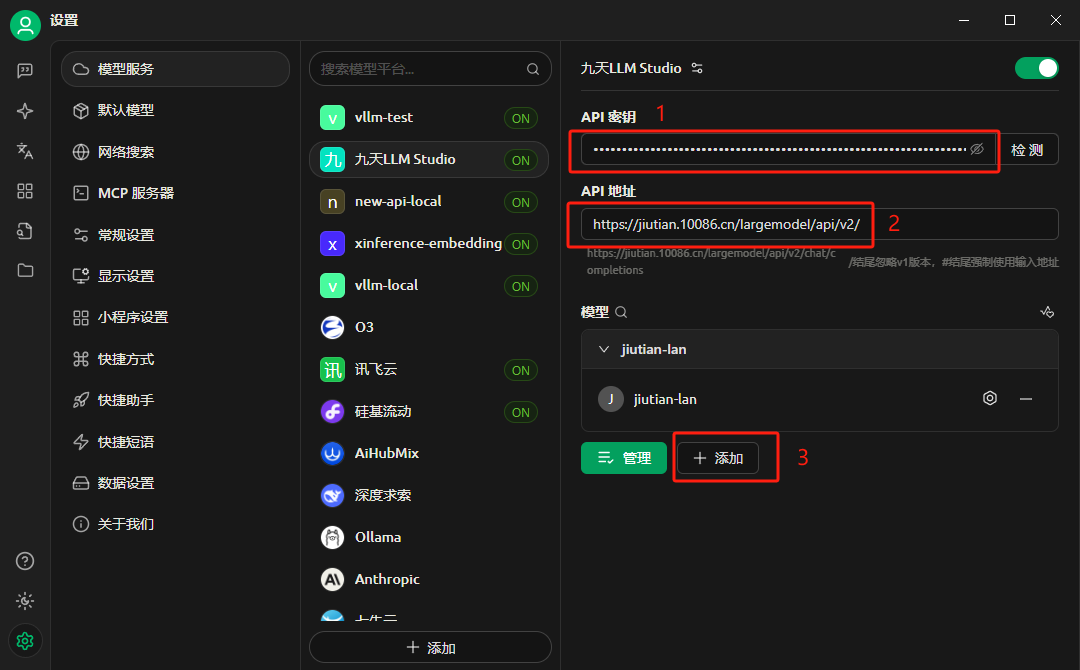 设置
模型服务
默认模型
网络搜索
MCP 服务器
常规设置
显示设置
小程序设置
快捷方式
快捷助手
快捷短语
数据设置
关于我们
搜索模型平台...
v vllm-test ON
九 九天LLM Studio ON
n new-api-local ON
x xinference-embedding ON
v vllm-local ON
O3
讯 讯飞云 ON
硅基流动 ON
AiHubMix
深度求索
Ollama
Anthropic
七牛云
添加
九天LLM Studio
API 密钥 1
检 测
API 地址
https://jiutian.10086.cn/largemodel/api/v2/ 2
https://jiutian.10086.cn/largemodel/api/v2/chat/c
ompletions
/结尾忽略v1版本，#结尾强制使用输入地址
模型
jiutian-lan
J jiutian-lan
管理
添加 3